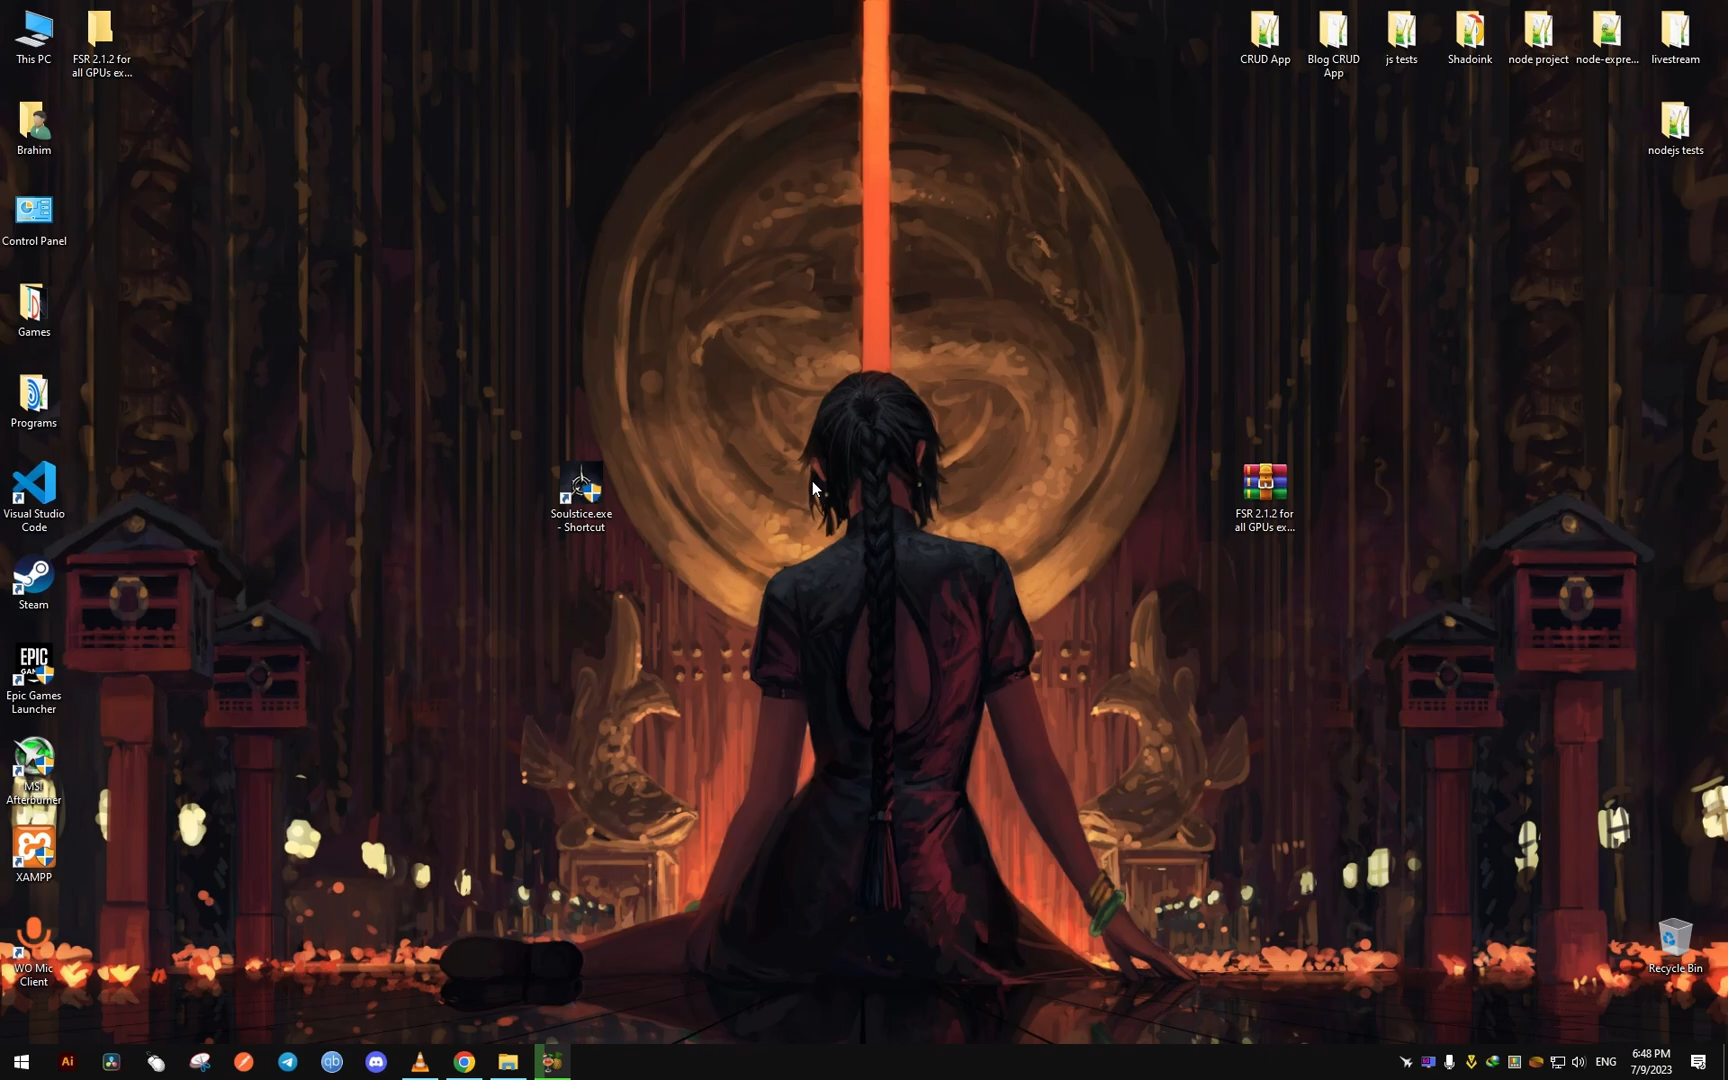 This PC
FSR 2.1.2 for
all GPUs ex...
CRUD App
Blog CRUD
App
js tests
Shadoink
node project
node-expre...
livestream
Brahim
nodejs tests
Control Panel
Games
Programs
Visual Studio
Code
Soulstice.exe
- Shortcut
FSR 2.1.2 for
all GPUs ex...
Steam
EPIC
Epic Games
Launcher
MSI
Afterburner
XAMPP
WO Mic
Client
Recycle Bin
Ai
qb
ENG
6:48 PM
7/9/2023